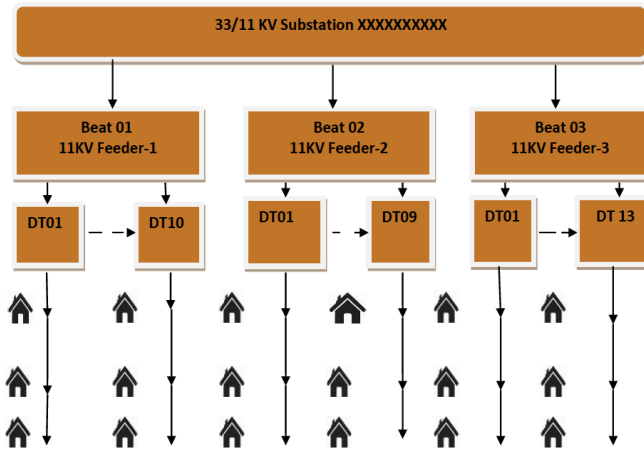 33/11 KV Substation XXXXXXXXXX
Beat 01
11KV Feeder-1
Beat 02
11KV Feeder-2
Beat 03
11KV Feeder-3
DT01
DT10
DT01
DT09
DT01
DT 13